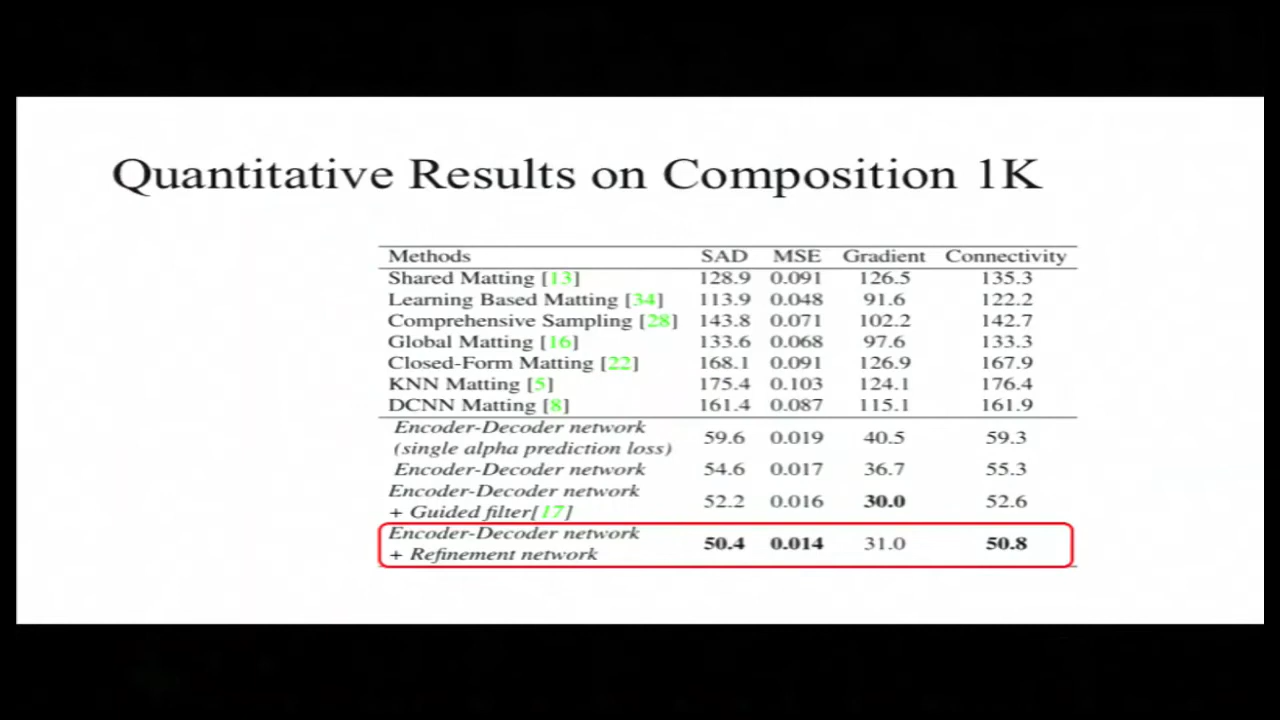 Quantitative Results on Composition 1K
Methods SAD MSE Gradient Connectivity
Shared Matting [13] 128.9 0.091 126.5 135.3
Learning Based Matting [34] 113.9 0.048 91.6 122.2
Comprehensive Sampling [28] 143.8 0.071 102.2 142.7
Global Matting [16] 133.6 0.068 97.6 133.3
Closed-Form Matting [22] 168.1 0.091 126.9 167.9
KNN Matting [5] 175.4 0.103 124.1 176.4
DCNN Matting [8] 161.4 0.087 115.1 161.9
Encoder-Decoder network
(single alpha prediction loss) 59.6 0.019 40.5 59.3
Encoder-Decoder network 54.6 0.017 36.7 55.3
Encoder-Decoder network
+ Guided filter[17] 52.2 0.016 30.0 52.6
Encoder-Decoder network
+ Refinement network 50.4 0.014 31.0 50.8